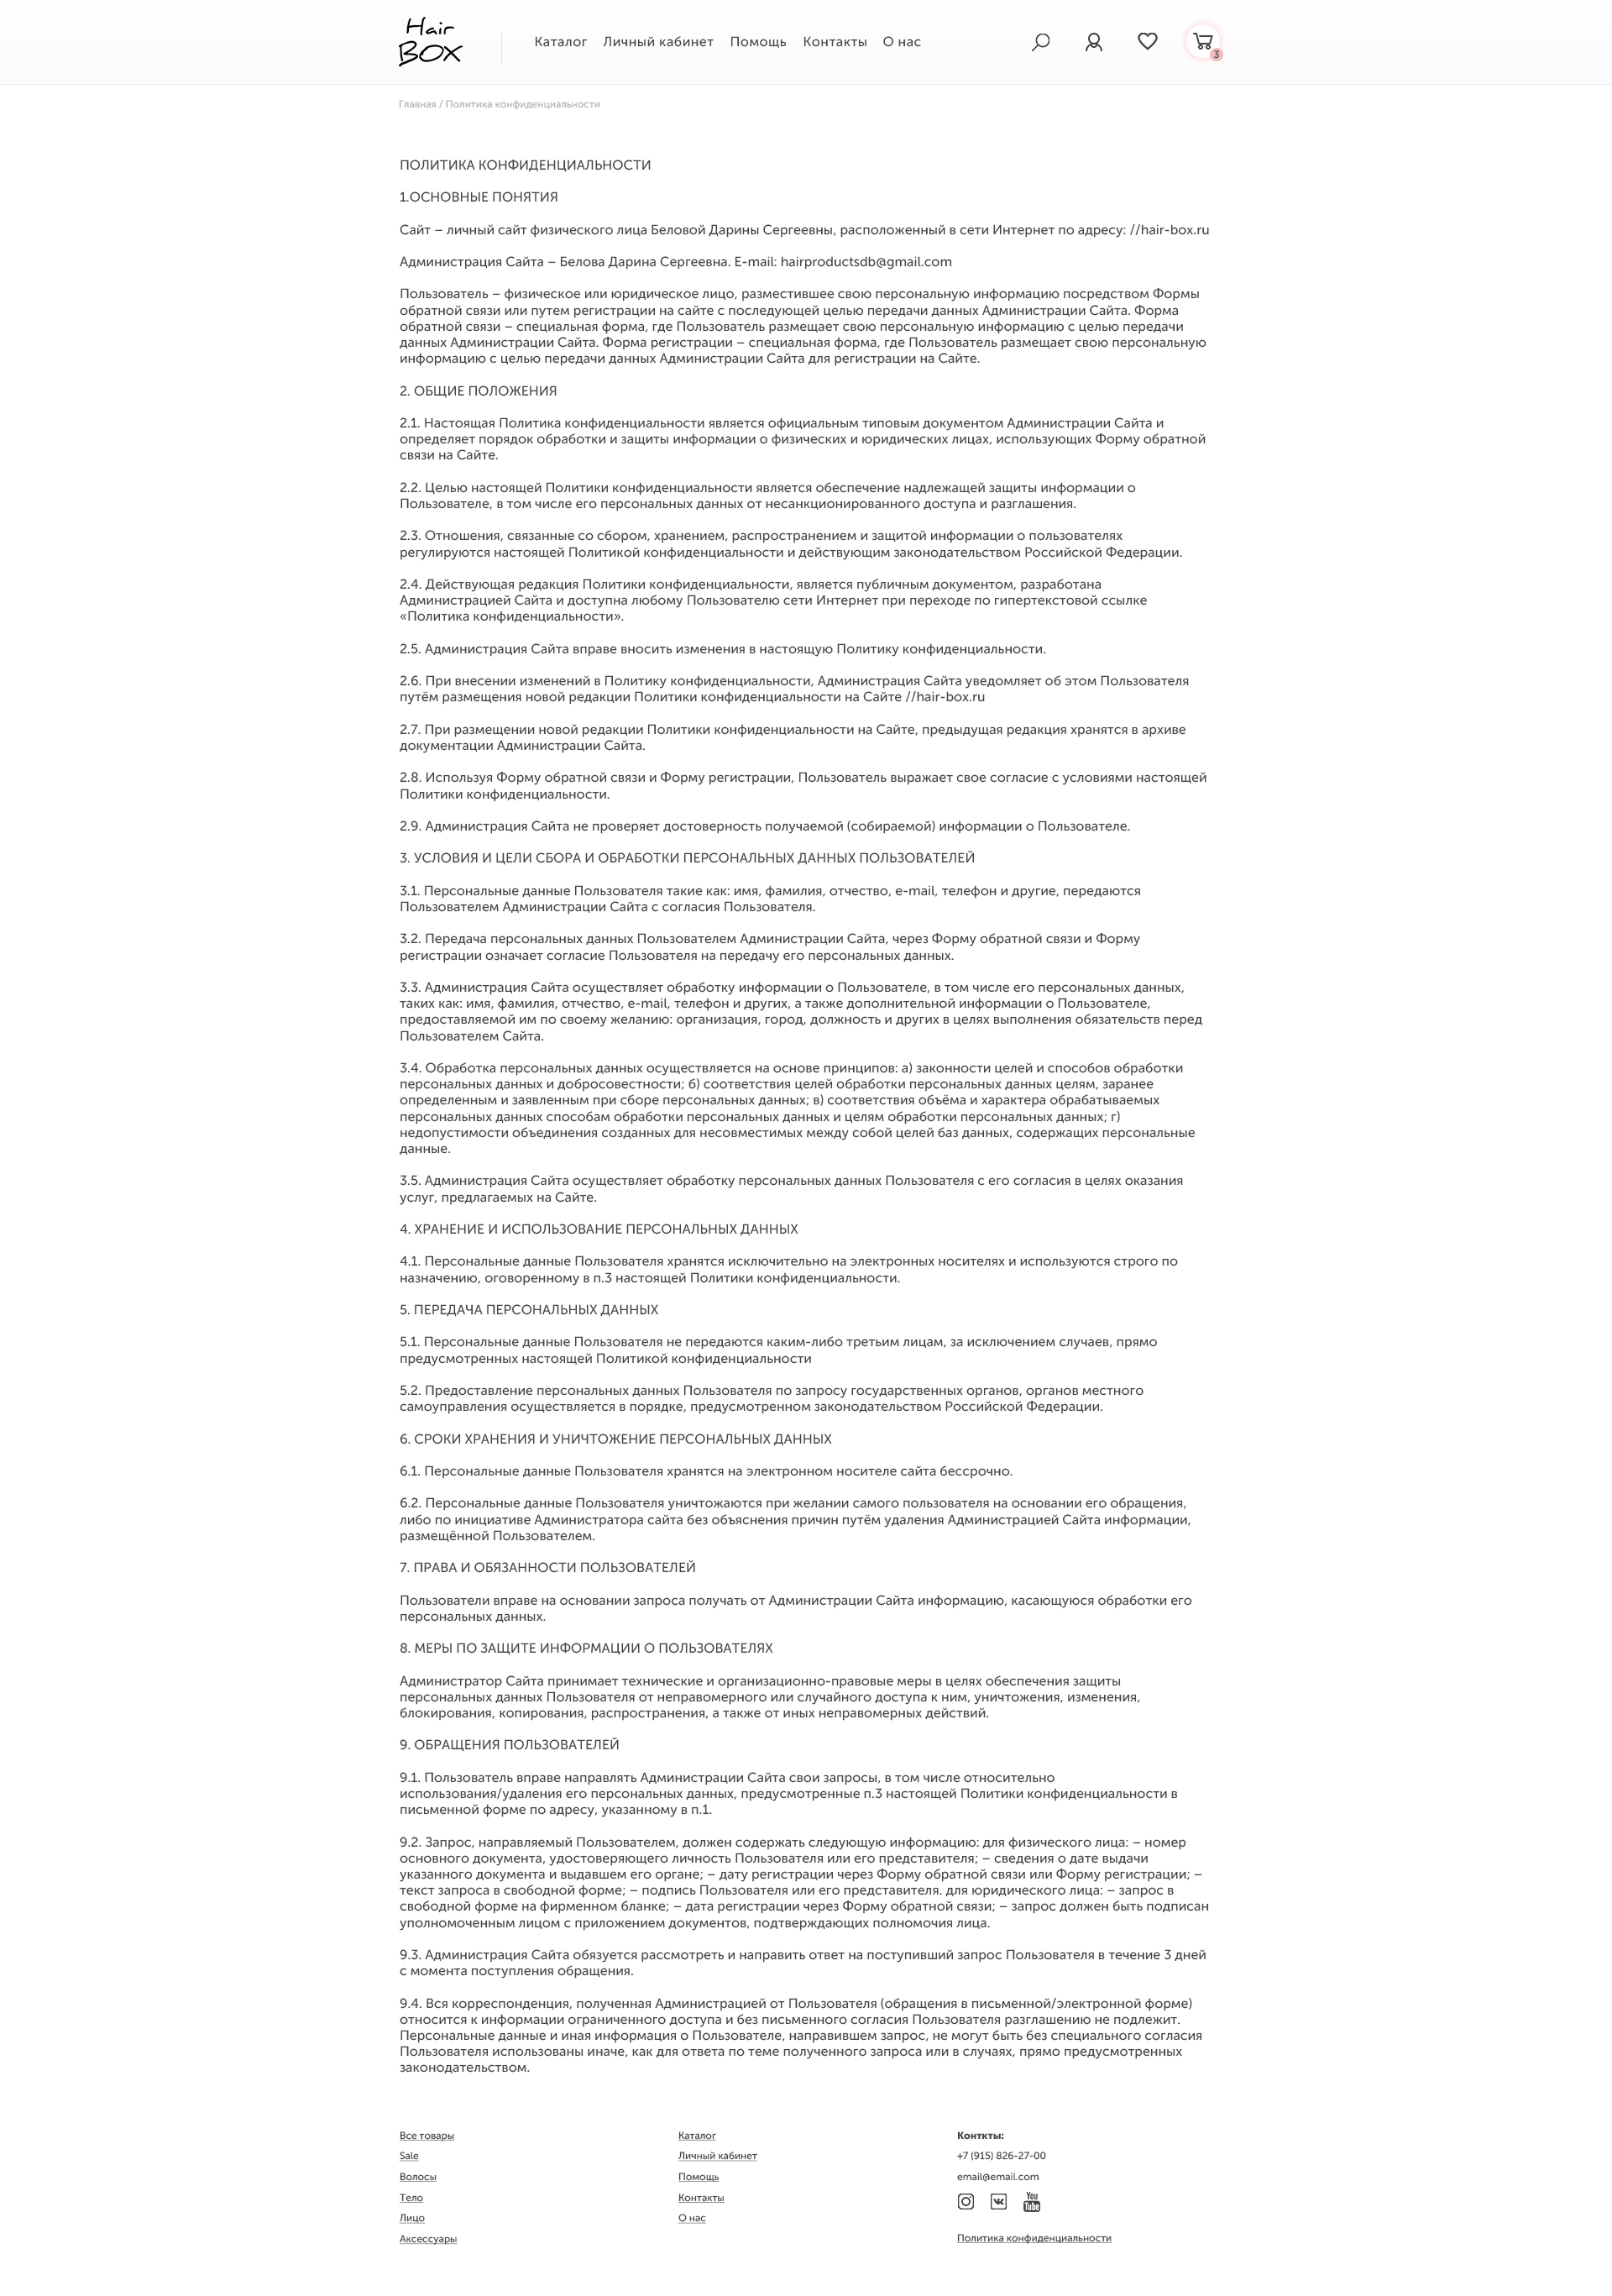 Hair
BOX
Каталог Личный кабинет Помощь Контакты О нас
3
Главная / Политика конфиденциальности
ПОЛИТИКА КОНФИДЕНЦИАЛЬНОСТИ
1.ОСНОВНЫЕ ПОНЯТИЯ
Сайт – личный сайт физического лица Беловой Дарины Сергеевны, расположенный в сети Интернет по адресу: //hair-box.ru
Администрация Сайта – Белова Дарина Сергеевна. E-mail: hairproductsdb@gmail.com
Пользователь – физическое или юридическое лицо, разместившее свою персональную информацию посредством Формы
обратной связи или путем регистрации на сайте с последующей целью передачи данных Администрации Сайта. Форма
обратной связи – специальная форма, где Пользователь размещает свою персональную информацию с целью передачи
данных Администрации Сайта. Форма регистрации – специальная форма, где Пользователь размещает свою персональную
информацию с целью передачи данных Администрации Сайта для регистрации на Сайте.
2. ОБЩИЕ ПОЛОЖЕНИЯ
2.1. Настоящая Политика конфиденциальности является официальным типовым документом Администрации Сайта и
определяет порядок обработки и защиты информации о физических и юридических лицах, использующих Форму обратной
связи на Сайте.
2.2. Целью настоящей Политики конфиденциальности является обеспечение надлежащей защиты информации о
Пользователе, в том числе его персональных данных от несанкционированного доступа и разглашения.
2.3. Отношения, связанные со сбором, хранением, распространением и защитой информации о пользователях
регулируются настоящей Политикой конфиденциальности и действующим законодательством Российской Федерации.
2.4. Действующая редакция Политики конфиденциальности, является публичным документом, разработана
Администрацией Сайта и доступна любому Пользователю сети Интернет при переходе по гипертекстовой ссылке
«Политика конфиденциальности».
2.5. Администрация Сайта вправе вносить изменения в настоящую Политику конфиденциальности.
2.6. При внесении изменений в Политику конфиденциальности, Администрация Сайта уведомляет об этом Пользователя
путём размещения новой редакции Политики конфиденциальности на Сайте //hair-box.ru
2.7. При размещении новой редакции Политики конфиденциальности на Сайте, предыдущая редакция хранятся в архиве
документации Администрации Сайта.
2.8. Используя Форму обратной связи и Форму регистрации, Пользователь выражает свое согласие с условиями настоящей
Политики конфиденциальности.
2.9. Администрация Сайта не проверяет достоверность получаемой (собираемой) информации о Пользователе.
3. УСЛОВИЯ И ЦЕЛИ СБОРА И ОБРАБОТКИ ПЕРСОНАЛЬНЫХ ДАННЫХ ПОЛЬЗОВАТЕЛЕЙ
3.1. Персональные данные Пользователя такие как: имя, фамилия, отчество, e-mail, телефон и другие, передаются
Пользователем Администрации Сайта с согласия Пользователя.
3.2. Передача персональных данных Пользователем Администрации Сайта, через Форму обратной связи и Форму
регистрации означает согласие Пользователя на передачу его персональных данных.
3.3. Администрация Сайта осуществляет обработку информации о Пользователе, в том числе его персональных данных,
таких как: имя, фамилия, отчество, e-mail, телефон и других, а также дополнительной информации о Пользователе,
предоставляемой им по своему желанию: организация, город, должность и других в целях выполнения обязательств перед
Пользователем Сайта.
3.4. Обработка персональных данных осуществляется на основе принципов: а) законности целей и способов обработки
персональных данных и добросовестности; б) соответствия целей обработки персональных данных целям, заранее
определенным и заявленным при сборе персональных данных; в) соответствия объёма и характера обрабатываемых
персональных данных способам обработки персональных данных и целям обработки персональных данных; г)
недопустимости объединения созданных для несовместимых между собой целей баз данных, содержащих персональные
данные.
3.5. Администрация Сайта осуществляет обработку персональных данных Пользователя с его согласия в целях оказания
услуг, предлагаемых на Сайте.
4. ХРАНЕНИЕ И ИСПОЛЬЗОВАНИЕ ПЕРСОНАЛЬНЫХ ДАННЫХ
4.1. Персональные данные Пользователя хранятся исключительно на электронных носителях и используются строго по
назначению, оговоренному в п.3 настоящей Политики конфиденциальности.
5. ПЕРЕДАЧА ПЕРСОНАЛЬНЫХ ДАННЫХ
5.1. Персональные данные Пользователя не передаются каким-либо третьим лицам, за исключением случаев, прямо
предусмотренных настоящей Политикой конфиденциальности
5.2. Предоставление персональных данных Пользователя по запросу государственных органов, органов местного
самоуправления осуществляется в порядке, предусмотренном законодательством Российской Федерации.
6. СРОКИ ХРАНЕНИЯ И УНИЧТОЖЕНИЕ ПЕРСОНАЛЬНЫХ ДАННЫХ
6.1. Персональные данные Пользователя хранятся на электронном носителе сайта бессрочно.
6.2. Персональные данные Пользователя уничтожаются при желании самого пользователя на основании его обращения,
либо по инициативе Администратора сайта без объяснения причин путём удаления Администрацией Сайта информации,
размещённой Пользователем.
7. ПРАВА И ОБЯЗАННОСТИ ПОЛЬЗОВАТЕЛЕЙ
Пользователи вправе на основании запроса получать от Администрации Сайта информацию, касающуюся обработки его
персональных данных.
8. МЕРЫ ПО ЗАЩИТЕ ИНФОРМАЦИИ О ПОЛЬЗОВАТЕЛЯХ
Администратор Сайта принимает технические и организационно-правовые меры в целях обеспечения защиты
персональных данных Пользователя от неправомерного или случайного доступа к ним, уничтожения, изменения,
блокирования, копирования, распространения, а также от иных неправомерных действий.
9. ОБРАЩЕНИЯ ПОЛЬЗОВАТЕЛЕЙ
9.1. Пользователь вправе направлять Администрации Сайта свои запросы, в том числе относительно
использования/удаления его персональных данных, предусмотренные п.3 настоящей Политики конфиденциальности в
письменной форме по адресу, указанному в п.1.
9.2. Запрос, направляемый Пользователем, должен содержать следующую информацию: для физического лица: – номер
основного документа, удостоверяющего личность Пользователя или его представителя; – сведения о дате выдачи
указанного документа и выдавшем его органе; – дату регистрации через Форму обратной связи или Форму регистрации; –
текст запроса в свободной форме; – подпись Пользователя или его представителя. для юридического лица: – запрос в
свободной форме на фирменном бланке; – дата регистрации через Форму обратной связи; – запрос должен быть подписан
уполномоченным лицом с приложением документов, подтверждающих полномочия лица.
9.3. Администрация Сайта обязуется рассмотреть и направить ответ на поступивший запрос Пользователя в течение 3 дней
с момента поступления обращения.
9.4. Вся корреспонденция, полученная Администрацией от Пользователя (обращения в письменной/электронной форме)
относится к информации ограниченного доступа и без письменного согласия Пользователя разглашению не подлежит.
Персональные данные и иная информация о Пользователе, направившем запрос, не могут быть без специального согласия
Пользователя использованы иначе, как для ответа по теме полученного запроса или в случаях, прямо предусмотренных
законодательством.
Все товары
Sale
Волосы
Тело
Лицо
Аксессуары
Каталог
Личный кабинет
Помощь
Контакты
О нас
Конткты:
+7 (915) 826-27-00
email@email.com
You
Tube
Политика конфиденциальности